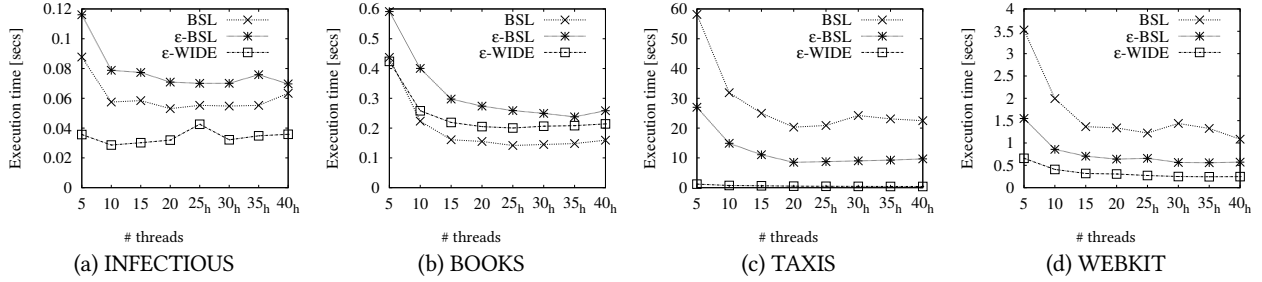 Execution time [secs]
0.12
0.1
0.08
0.06
0.04
0.02
0
BSL
ε-BSL
ε-WIDE
5 10 15 20 25h 30h 35h 40h
# threads
(a) INFECTIOUS
Execution time [secs]
0.6
0.5
0.4
0.3
0.2
0.1
0
BSL
ε-BSL
ε-WIDE
5 10 15 20 25h 30h 35h 40h
# threads
(b) BOOKS
Execution time [secs]
60
50
40
30
20
10
0
BSL
ε-BSL
ε-WIDE
5 10 15 20 25h 30h 35h 40h
# threads
(c) TAXIS
Execution time [secs]
4
3.5
3
2.5
2
1.5
1
0.5
0
BSL
ε-BSL
ε-WIDE
5 10 15 20 25h 30h 35h 40h
# threads
(d) WEBKIT